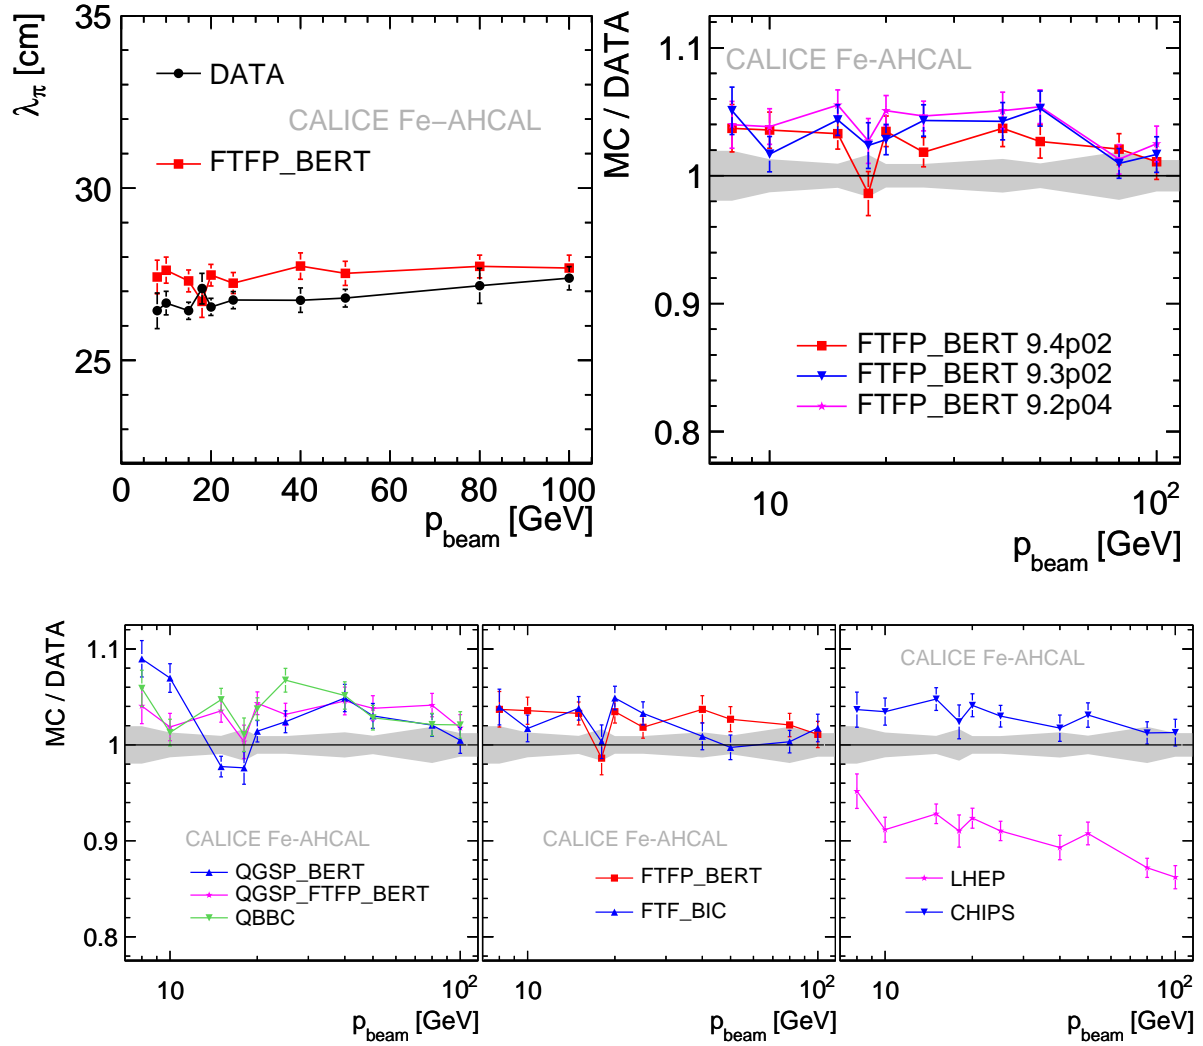 λπ [cm]
35
30
25
DATA
CALICE Fe–AHCAL
FTFP_BERT
0 20 40 60 80 100
pbeam [GeV]
MC / DATA
1.1
1
0.9
0.8
CALICE Fe-AHCAL
FTFP_BERT 9.4p02
FTFP_BERT 9.3p02
FTFP_BERT 9.2p04
10 10²
pbeam [GeV]
MC / DATA
1.1
1
0.9
0.8
CALICE Fe-AHCAL
QGSP_BERT
QGSP_FTFP_BERT
QBBC
10 10²
pbeam [GeV]
CALICE Fe-AHCAL
FTFP_BERT
FTF_BIC
10 10²
pbeam [GeV]
CALICE Fe-AHCAL
LHEP
CHIPS
10 10²
pbeam [GeV]